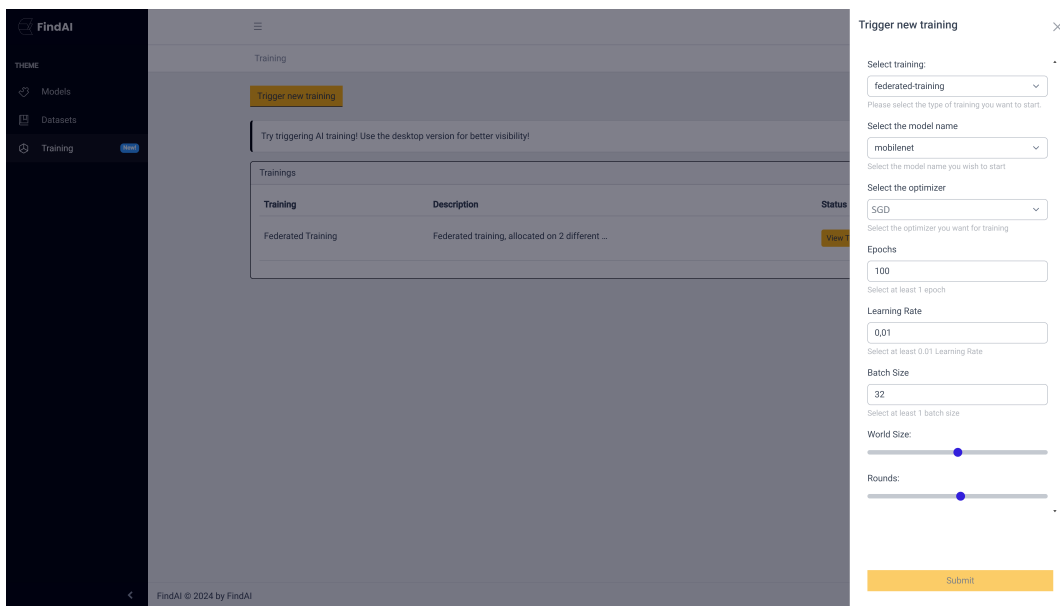 FindAI
THEME
Models
Datasets
Training New!
Training
Trigger new training
Try triggering AI training! Use the desktop version for better visibility!
Trainings
Training Description Status
Federated Training Federated training, allocated on 2 different ... View T
FindAI © 2024 by FindAI
Trigger new training
Select training:
federated-training
Please select the type of training you want to start.
Select the model name
mobilenet
Select the model name you wish to start
Select the optimizer
SGD
Select the optimizer you want for training
Epochs
100
Select at least 1 epoch
Learning Rate
0,01
Select at least 0.01 Learning Rate
Batch Size
32
Select at least 1 batch size
World Size:
Rounds:
Submit